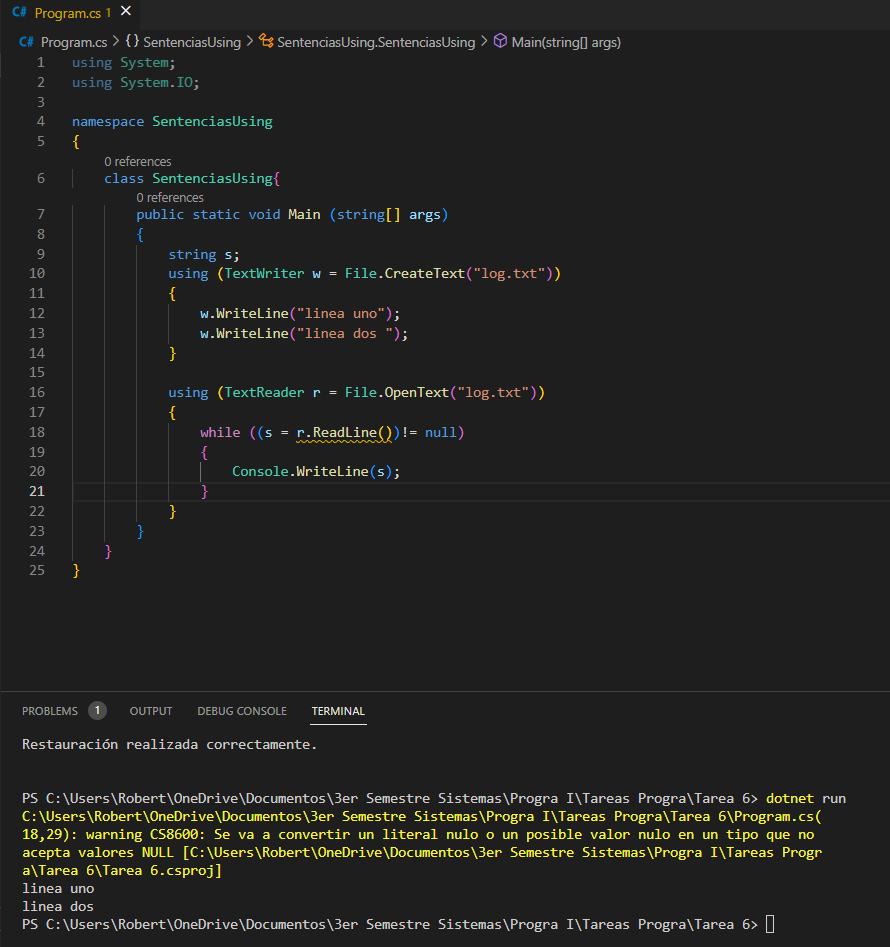 C# Program.cs 1 ×
C# Program.cs > {} SentenciasUsing > SentenciasUsing.SentenciasUsing > Main(string[] args)
1 using System;
2 using System.IO;
3
4 namespace SentenciasUsing
5 {
0 references
6 class SentenciasUsing{
0 references
7 public static void Main (string[] args)
8 {
9 string s;
10 using (TextWriter w = File.CreateText("log.txt"))
11 {
12 w.WriteLine("linea uno");
13 w.WriteLine("linea dos ");
14 }
15
16 using (TextReader r = File.OpenText("log.txt"))
17 {
18 while ((s = r.ReadLine())!= null)
19 {
20 Console.WriteLine(s);
21 }
22 }
23 }
24 }
25 }
PROBLEMS 1 OUTPUT DEBUG CONSOLE TERMINAL
Restauración realizada correctamente.
PS C:\Users\Robert\OneDrive\Documentos\3er Semestre Sistemas\Progra I\Tareas Progra\Tarea 6> dotnet run
C:\Users\Robert\OneDrive\Documentos\3er Semestre Sistemas\Progra I\Tareas Progra\Tarea 6\Program.cs(
18,29): warning CS8600: Se va a convertir un literal nulo o un posible valor nulo en un tipo que no
acepta valores NULL [C:\Users\Robert\OneDrive\Documentos\3er Semestre Sistemas\Progra I\Tareas Progr
a\Tarea 6\Tarea 6.csproj]
linea uno
linea dos
PS C:\Users\Robert\OneDrive\Documentos\3er Semestre Sistemas\Progra I\Tareas Progra\Tarea 6>